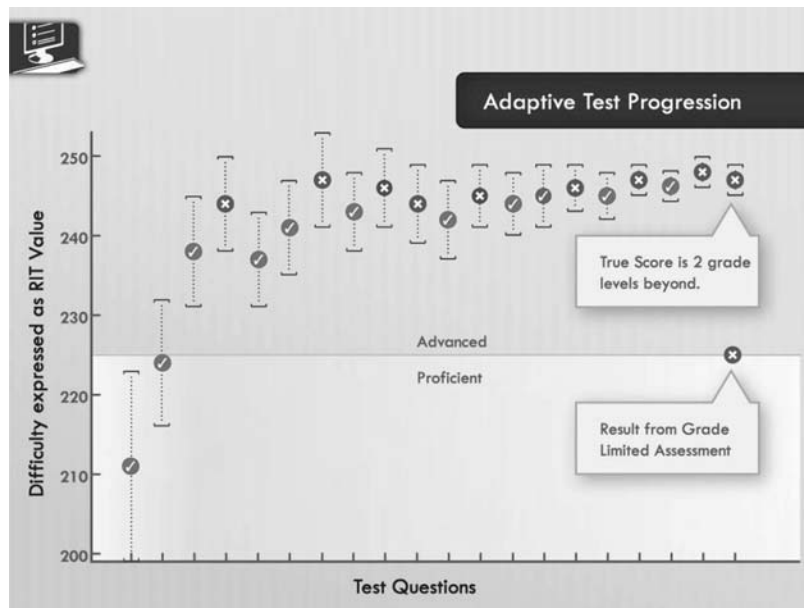 Adaptive Test Progression
Difficulty expressed as RIT Value
250
240
230
220
210
200
True Score is 2 grade
levels beyond.
Advanced
Proficient
Result from Grade
Limited Assessment
Test Questions